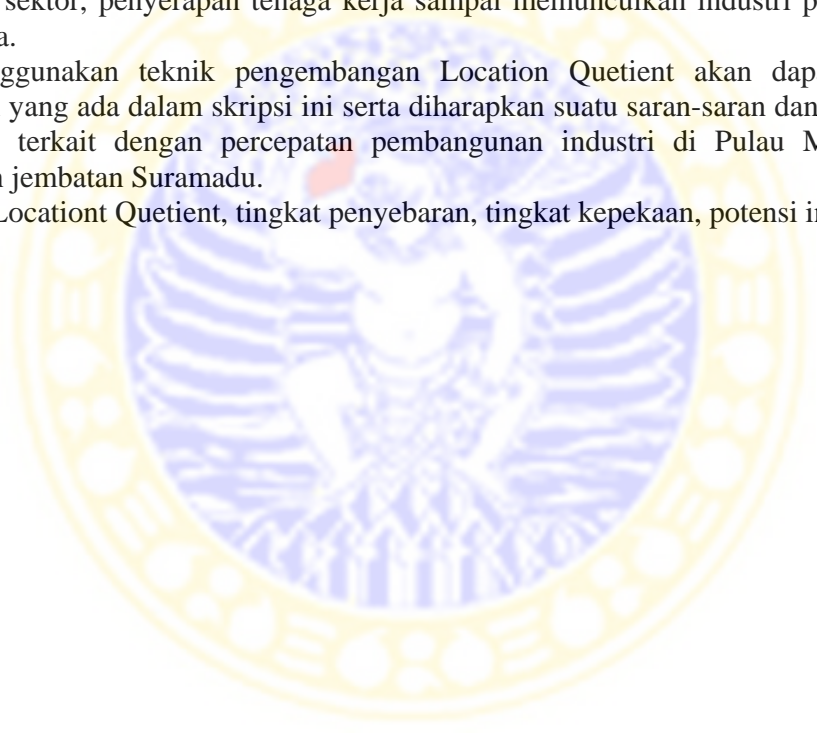 sektor, penyerapan tenaga kerja sampai memunculkan industri p
a.
ggunakan teknik pengembangan Location Quetient akan dap
yang ada dalam skripsi ini serta diharapkan suatu saran-saran dan
terkait dengan percepatan pembangunan industri di Pulau M
n jembatan Suramadu.
Locationt Quetient, tingkat penyebaran, tingkat kepekaan, potensi in